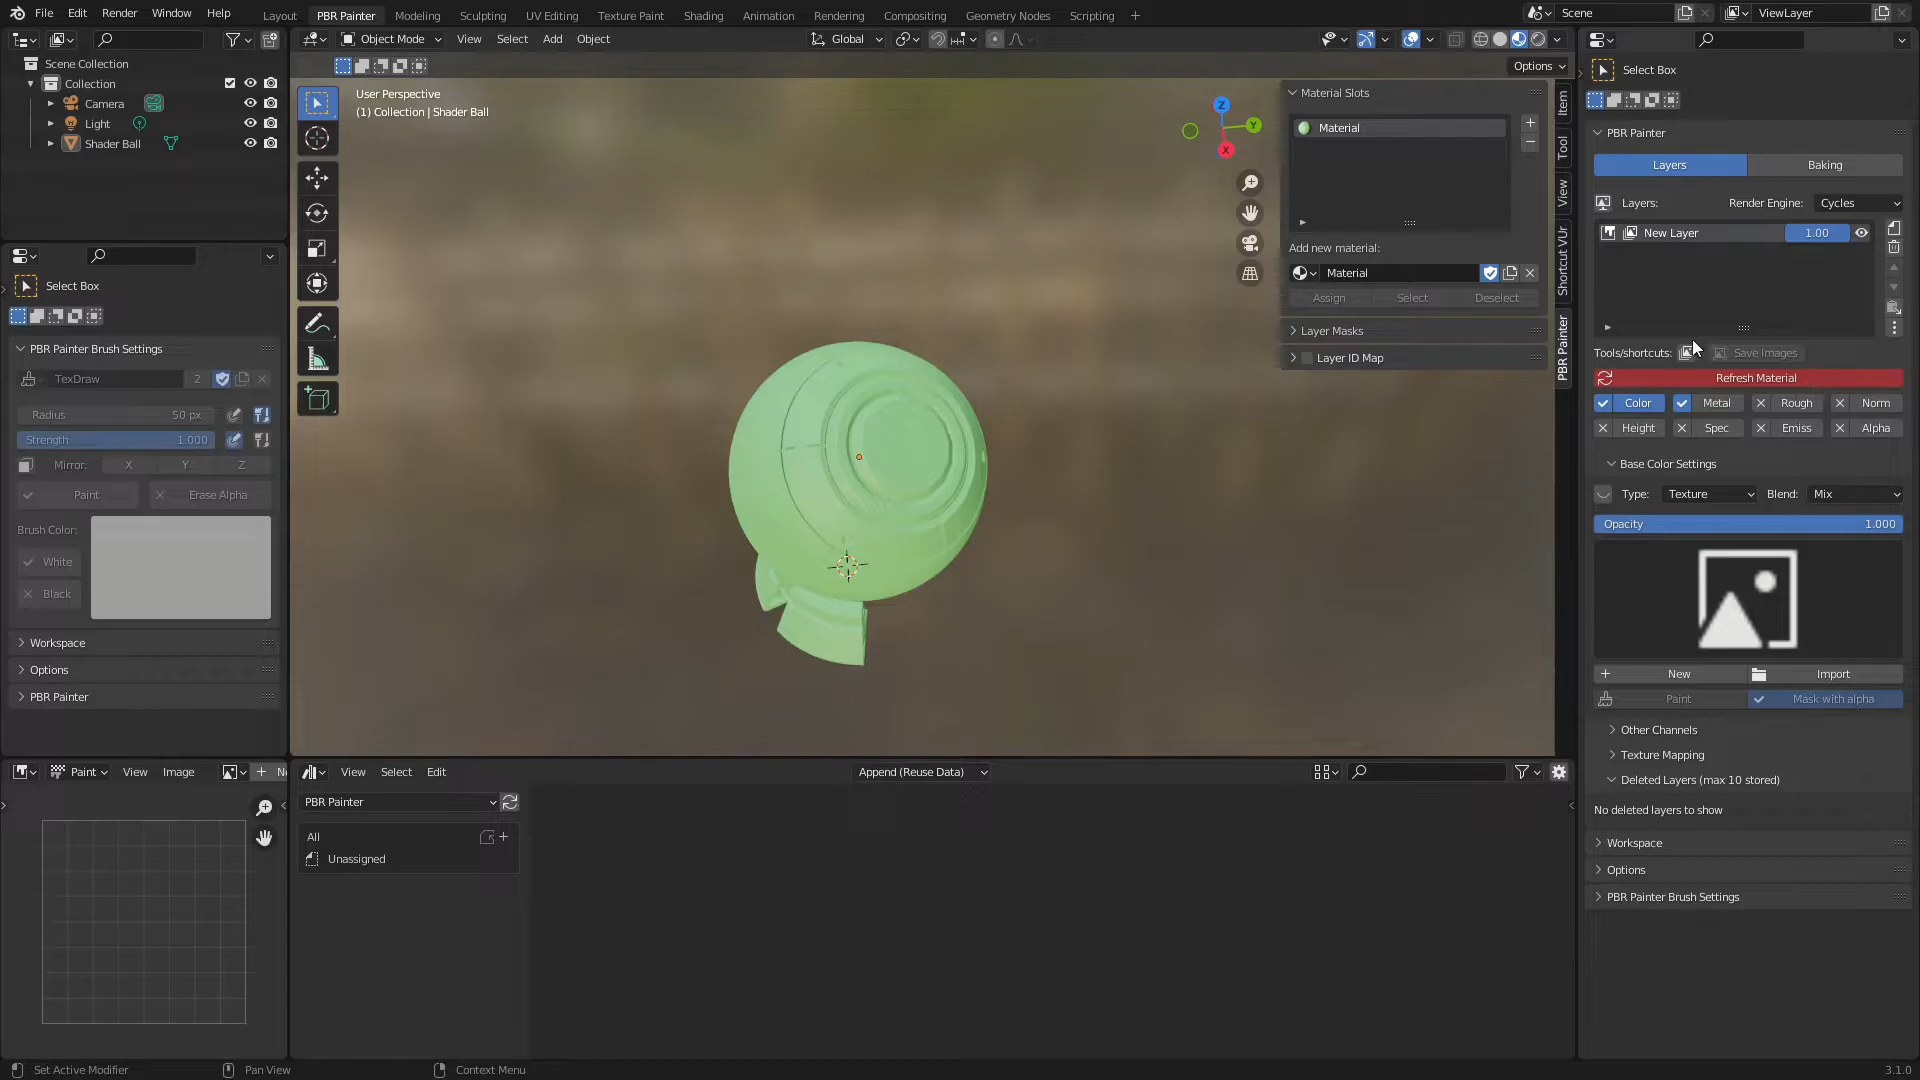 File Edit Render Window Help Layout PBR Painter Modeling Sculpting UV Editing Texture Paint Shading Animation Rendering Compositing Geometry Nodes Scripting + Scene ViewLayer
Object Mode View Select Add Object Global
Options
Scene Collection
Collection
Camera
Light
Shader Ball
Select Box
PBR Painter Brush Settings
TexDraw 2
Radius 50 px
Strength 1.000
Mirror: X Y Z
Paint Erase Alpha
Brush Color:
White
Black
Workspace
Options
PBR Painter
User Perspective
(1) Collection | Shader Ball
Z
Y
X
Material Slots
Material
Add new material:
Material
Assign Select Deselect
Layer Masks
Layer ID Map
Item
Tool
View
Shortcut VUr
PBR Painter
Select Box
PBR Painter
Layers Baking
Layers: Render Engine: Cycles
New Layer 1.00
Tools/shortcuts: Save Images
Refresh Material
Color Metal Rough Norm
Height Spec Emiss Alpha
Base Color Settings
Type: Texture Blend: Mix
Opacity 1.000
New Import
Paint Mask with alpha
Other Channels
Texture Mapping
Deleted Layers (max 10 stored)
No deleted layers to show
Workspace
Options
PBR Painter Brush Settings
Paint View Image + Ne
View Select Edit Append (Reuse Data)
PBR Painter
All
Unassigned
Set Active Modifier Pan View Context Menu 3.1.0